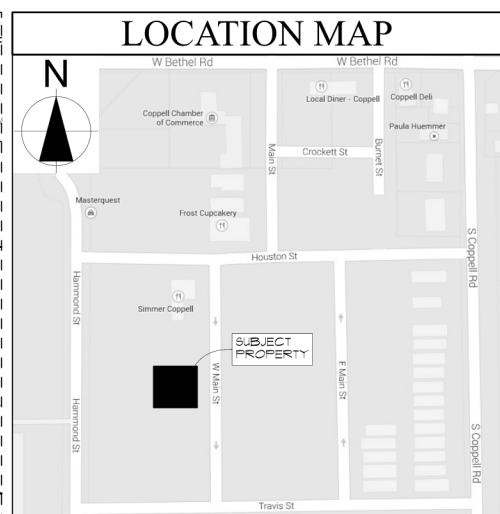 LOCATION MAP
W Bethel Rd
W Bethel Rd
N
Local Diner - Coppell
Coppell Deli
Coppell Chamber
of Commerce
Paula Huemmer
Main St
Crockett St
Burnet St
Masterquest
Frost Cupcakery
S Coppell Rd
Houston St
Hammond St
Simmer Coppell
SUBJECT
PROPERTY
W Main St
E Main St
Hammond St
S Coppell Rd
Travis St